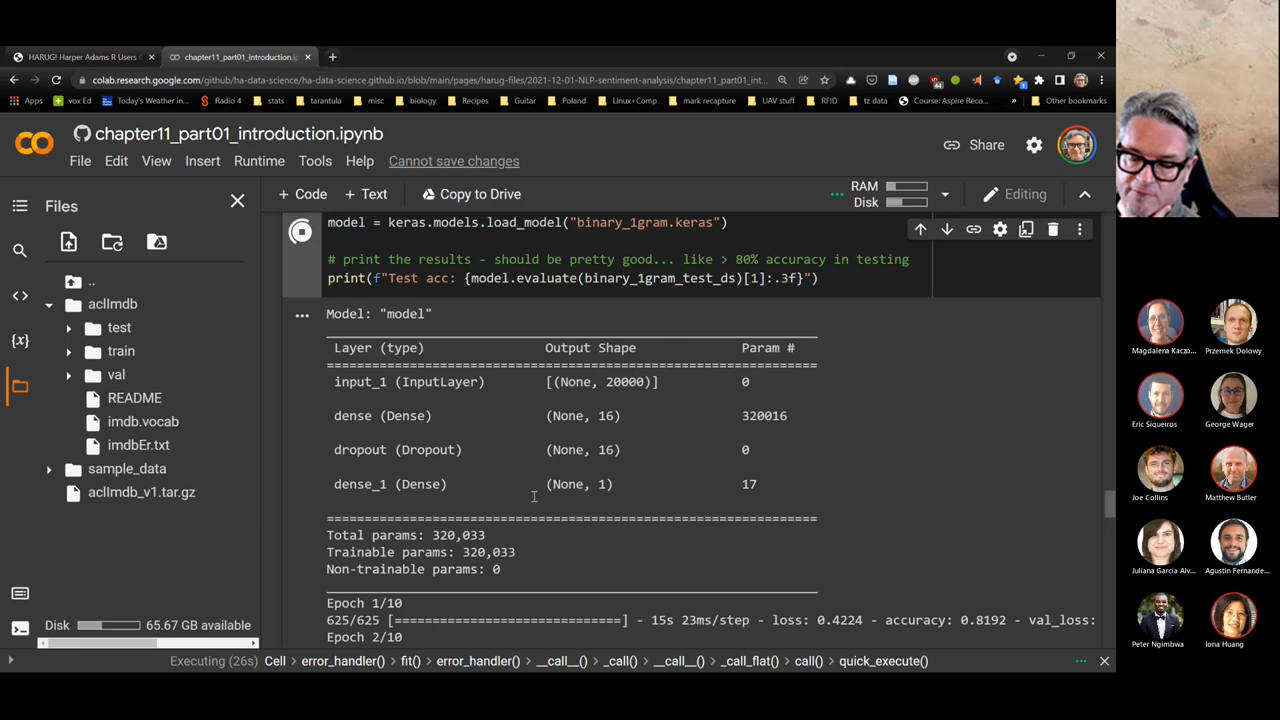 HARUG! Harper Adams R Users
chapter11_part01_introduction.ip
colab.research.google.com/github/ha-data-science/ha-data-science.github.io/blob/main/pages/harug-files/2021-12-01-NLP-sentiment-analysis/chapter11_part01_int...
Apps vox Ed Today's Weather in... Radio 4 stats tarantula misc biology Recipes Guitar Poland Linux+Comp mark recapture UAV stuff RFID tz data Course: Aspire Reco... » Other bookmarks
CO chapter11_part01_introduction.ipynb
Share
File Edit View Insert Runtime Tools Help Cannot save changes
Files
+ Code + Text Copy to Drive
RAM
Disk
Editing
model = keras.models.load_model("binary_1gram.keras")
# print the results - should be pretty good... like > 80% accuracy in testing
print(f"Test acc: {model.evaluate(binary_1gram_test_ds)[1]:.3f}")
..
aclImdb
test
train
val
README
imdb.vocab
imdbEr.txt
sample_data
aclImdb_v1.tar.gz
Disk 65.67 GB available
Model: "model"
Layer (type) Output Shape Param #
=================================================================
input_1 (InputLayer) [(None, 20000)] 0
dense (Dense) (None, 16) 320016
dropout (Dropout) (None, 16) 0
dense_1 (Dense) (None, 1) 17
=================================================================
Total params: 320,033
Trainable params: 320,033
Non-trainable params: 0
Epoch 1/10
625/625 [==============================] - 15s 23ms/step - loss: 0.4224 - accuracy: 0.8192 - val_loss:
Epoch 2/10
Executing (26s) Cell > error_handler() > fit() > error_handler() > __call__() > _call() > __call__() > _call_flat() > call() > quick_execute()
Magdalena Kaczo... Przemek Dolowy
Eric Siqueiros George Wager
Joe Collins Matthew Butler
Juliana Garcia Alv... Agustin Fernande...
Peter Ngimbwa Iona Huang